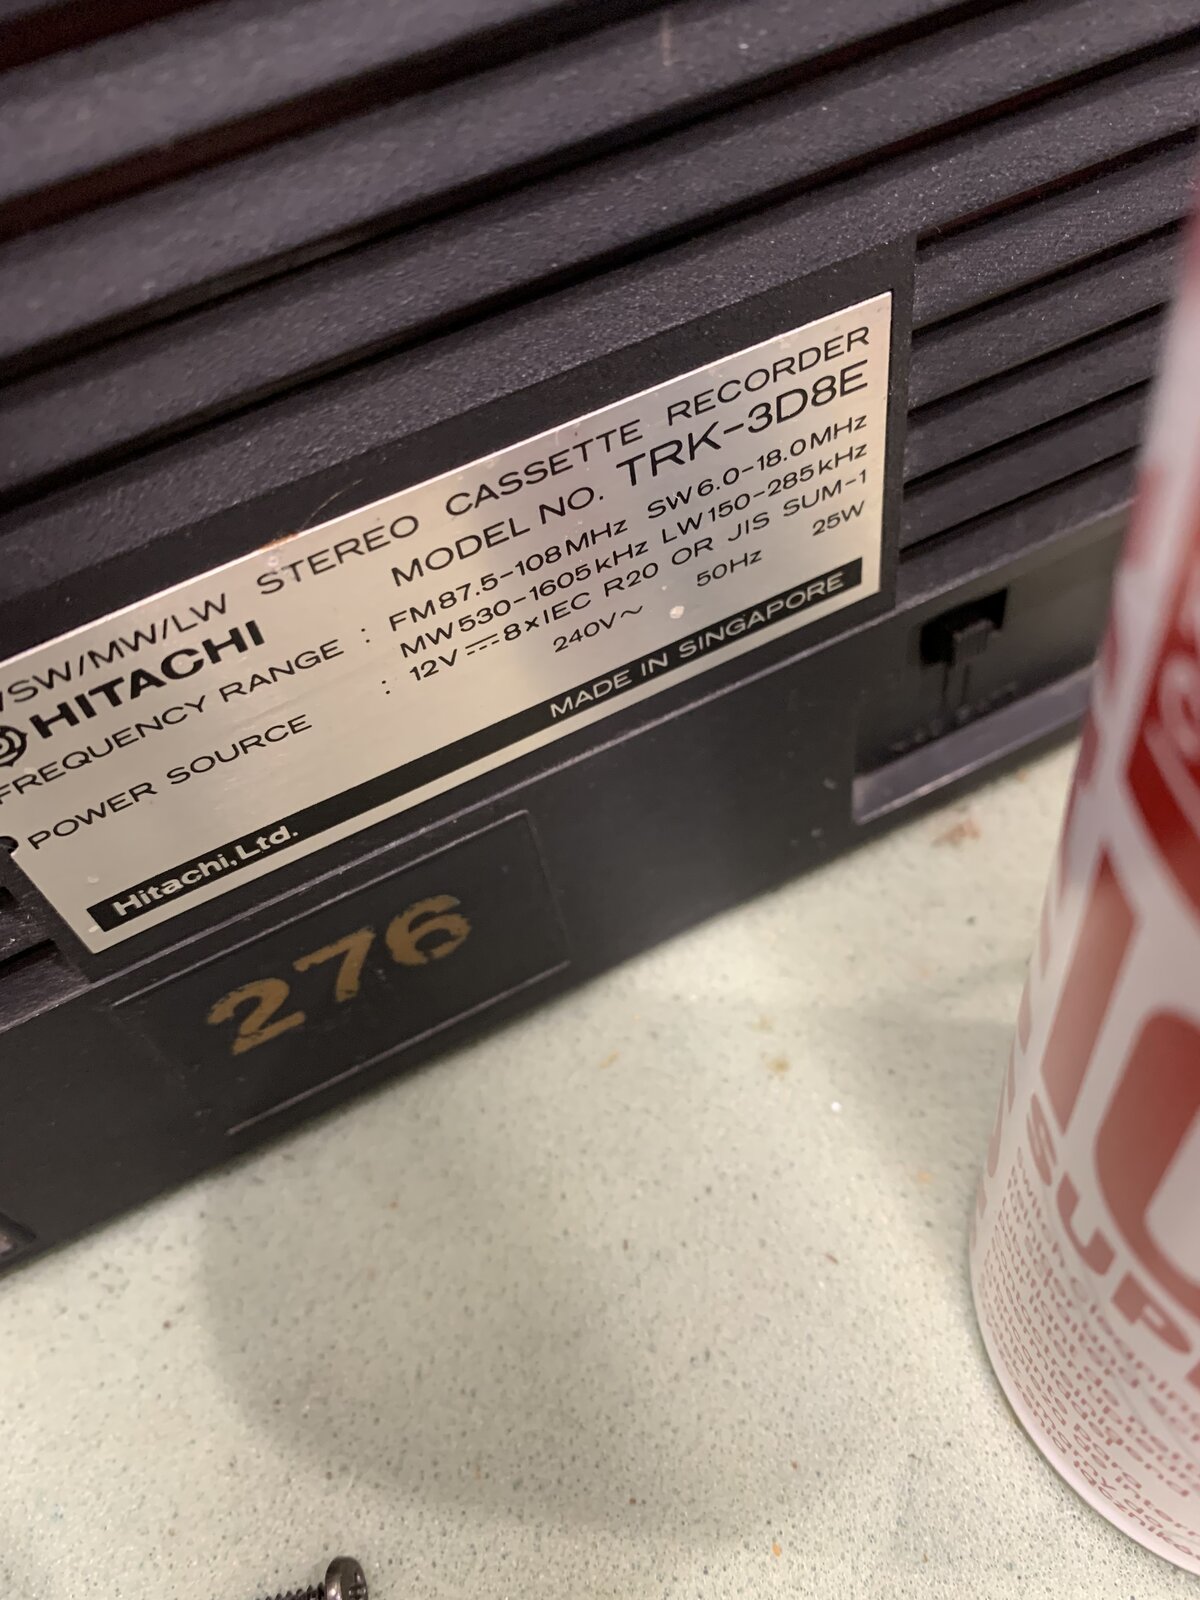 /SW/MW/LW STEREO CASSETTE RECORDER
HITACHI MODEL NO. TRK-3D8E
FREQUENCY RANGE : FM87.5-108MHz SW6.0-18.0MHz
MW530-1605kHz LW150-285kHz
POWER SOURCE : 12V⎓8×IEC R20 OR JIS SUM-1
240V~ 50Hz 25W
Hitachi,Ltd. MADE IN SINGAPORE
276
SUP